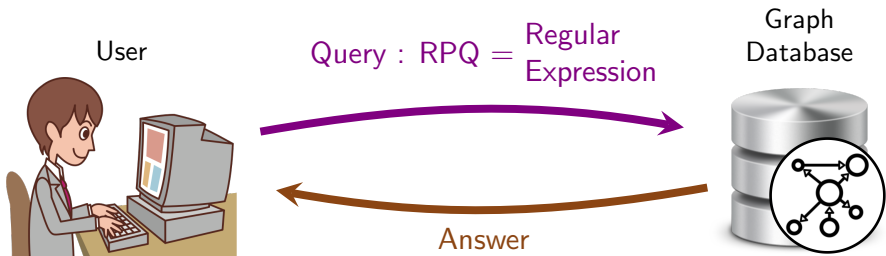 User
Query : RPQ = Regular
Expression
Graph
Database
Answer